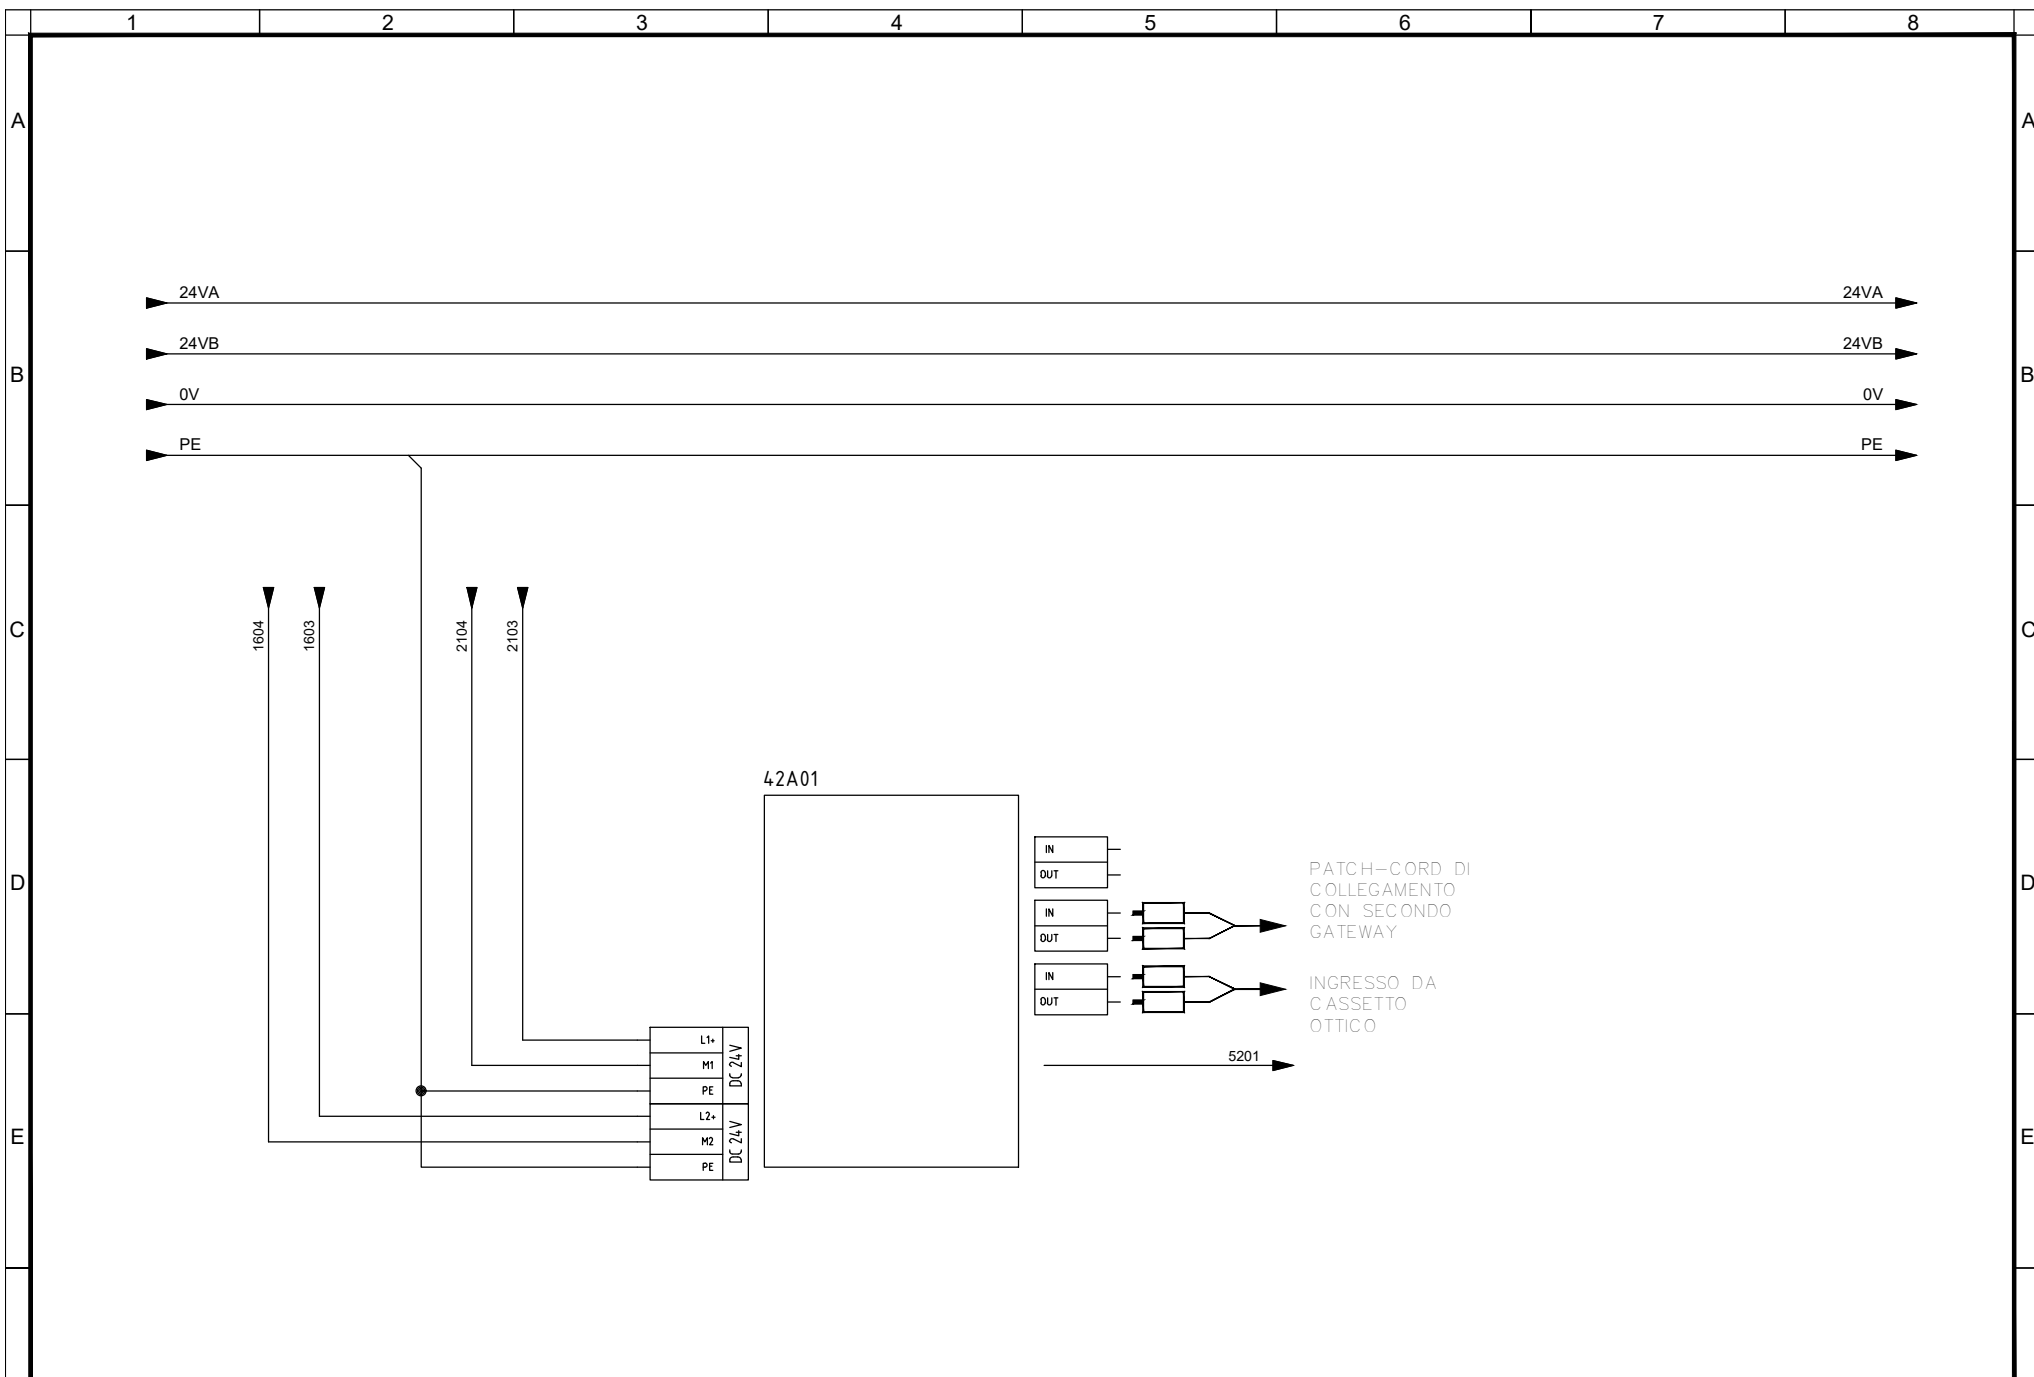 1 2 3 4 5 6 7 8
A A
24VA 24VA
24VB 24VB
B B
0V 0V
PE PE
1604 1603 2104 2103
C C
42A01
IN
OUT
IN
OUT
IN
OUT
D D
PATCH-CORD DI
COLLEGAMENTO
CON SECONDO
GATEWAY
INGRESSO DA
CASSETTO
OTTICO
L1+
M1
PE
DC 24V
L2+
M2
PE
DC 24V
5201
E E